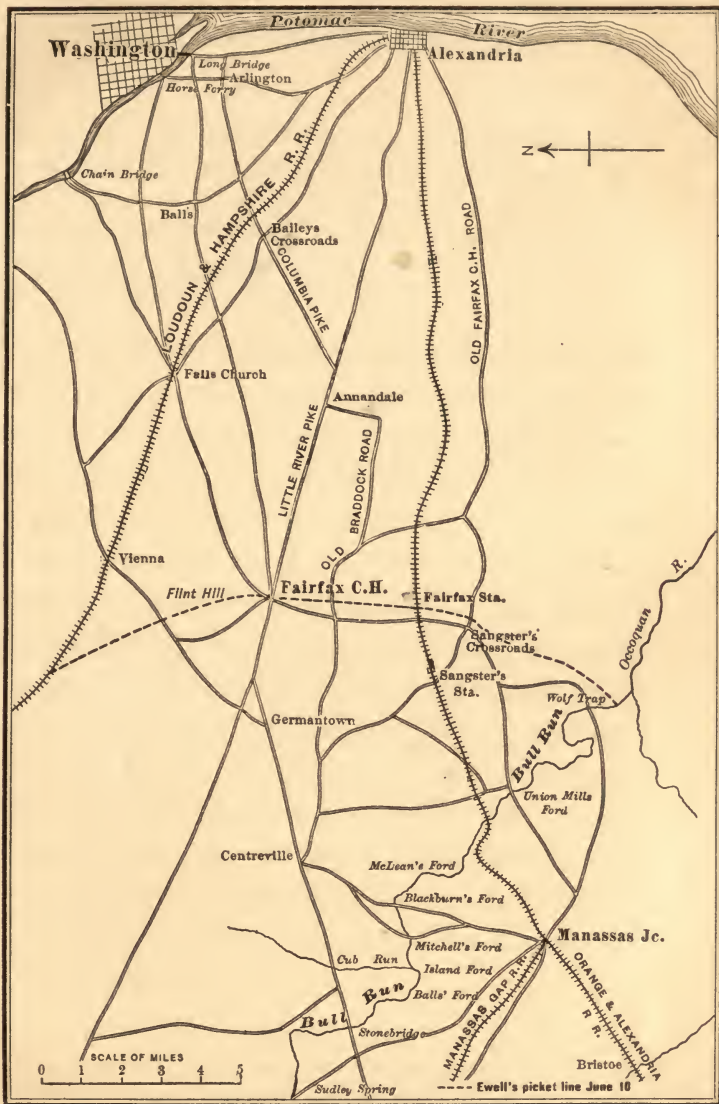 Potomac River
Washington
Long Bridge
Alexandria
Arlington
Horse Ferry
N
Chain Bridge
LOUDOUN & HAMPSHIRE R. R.
Ball's
Baileys
Crossroads
COLUMBIA PIKE
OLD FAIRFAX C.H. ROAD
Falls Church
Annandale
LITTLE RIVER PIKE
OLD BRADDOCK ROAD
Vienna
Flint Hill
Fairfax C.H.
Fairfax Sta.
Occoquan R.
Sangster's
Crossroads
Sangster's
Sta.
Wolf Trap
Germantown
Bull Run
Union Mills
Ford
Centreville
McLean's Ford
Blackburn's Ford
Manassas Jc.
Mitchell's Ford
Cub Run
Island Ford
Balls' Ford
Bull Run
MANASSAS GAP R.R.
ORANGE & ALEXANDRIA
R. R.
Stonebridge
SCALE OF MILES
0 1 2 3 4 5
Bristoe
Sudley Spring
Ewell's picket line June 10